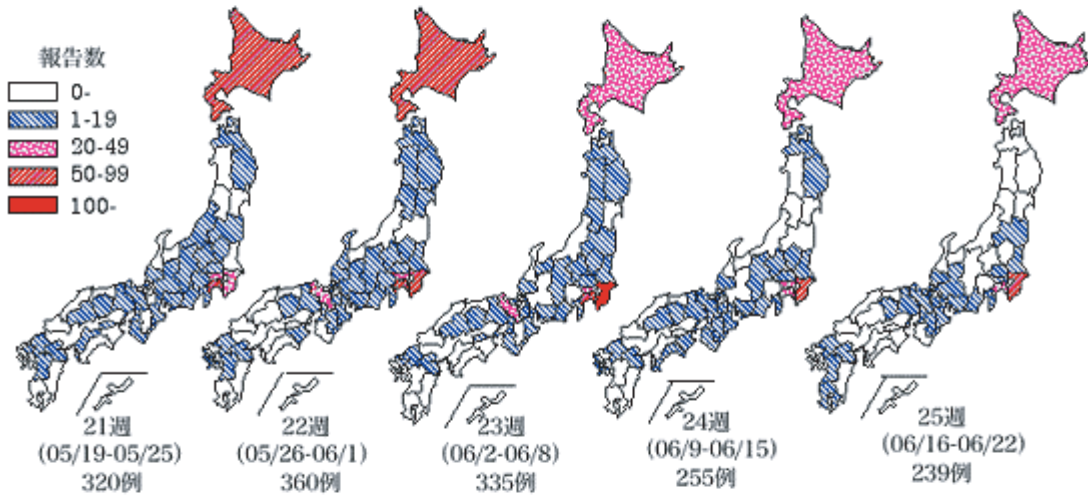 報告数
0-
1-19
20-49
50-99
100-
21週
(05/19-05/25)
320例
22週
(05/26-06/1)
360例
23週
(06/2-06/8)
335例
24週
(06/9-06/15)
255例
25週
(06/16-06/22)
239例